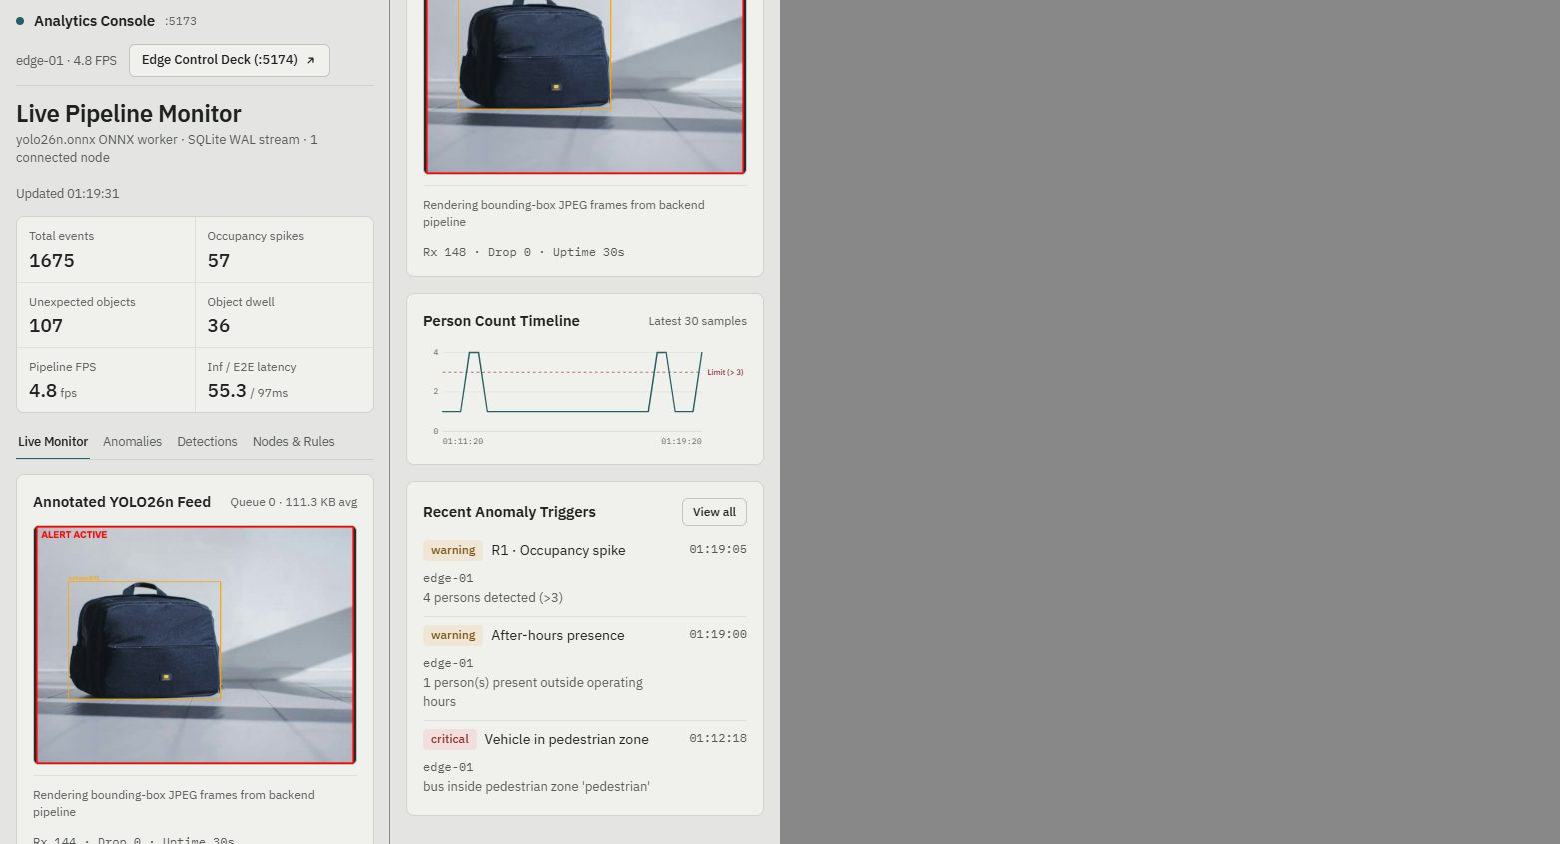 Analytics Console :5173
edge-01 · 4.8 FPS Edge Control Deck (:5174) ↗
Live Pipeline Monitor
yolo26n.onnx ONNX worker · SQLite WAL stream · 1
connected node
Updated 01:19:31
Total events
1675
Occupancy spikes
57
Unexpected objects
107
Object dwell
36
Pipeline FPS
4.8 fps
Inf / E2E latency
55.3 / 97ms
Live Monitor Anomalies Detections Nodes & Rules
Annotated YOLO26n Feed Queue 0 · 111.3 KB avg
ALERT ACTIVE
Rendering bounding-box JPEG frames from backend
pipeline
Rx 144 · Drop 0 · Uptime 30s
Rendering bounding-box JPEG frames from backend
pipeline
Rx 148 · Drop 0 · Uptime 30s
Person Count Timeline Latest 30 samples
4
Limit (> 3)
2
0
01:11:20 01:19:20
Recent Anomaly Triggers View all
warning R1 · Occupancy spike 01:19:05
edge-01
4 persons detected (>3)
warning After-hours presence 01:19:00
edge-01
1 person(s) present outside operating
hours
critical Vehicle in pedestrian zone 01:12:18
edge-01
bus inside pedestrian zone 'pedestrian'